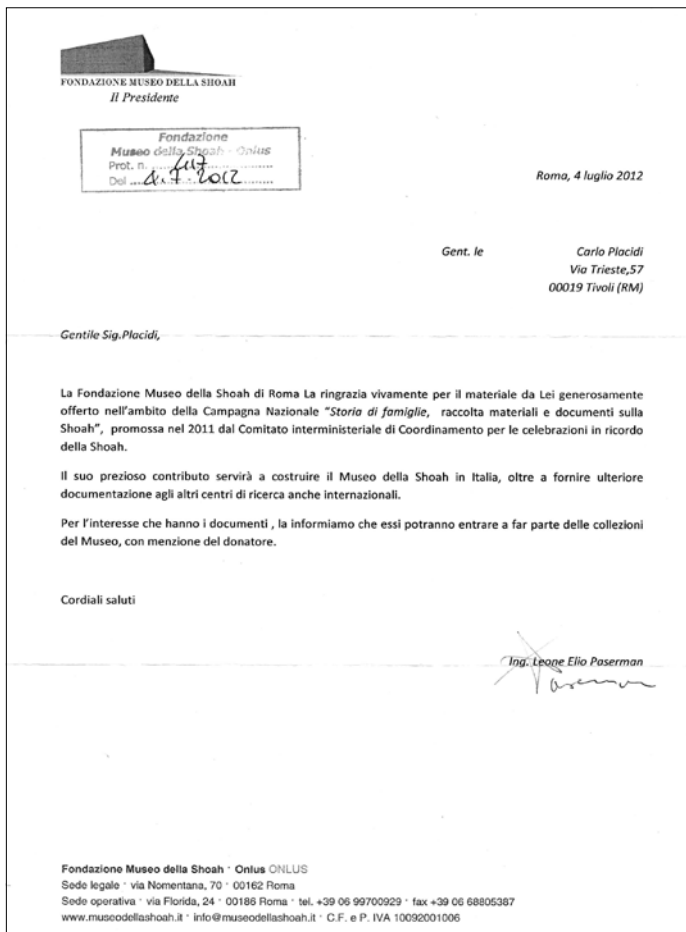 FONDAZIONE MUSEO DELLA SHOAH
Il Presidente
Fondazione
Museo della Shoah - Onlus
Prot. n. 417
Del 4.7.2012
Roma, 4 luglio 2012
Gent. le Carlo Placidi
Via Trieste,57
00019 Tivoli (RM)
Gentile Sig.Placidi,
La Fondazione Museo della Shoah di Roma La ringrazia vivamente per il materiale da Lei generosamente
offerto nell'ambito della Campagna Nazionale "Storia di famiglie, raccolta materiali e documenti sulla
Shoah", promossa nel 2011 dal Comitato interministeriale di Coordinamento per le celebrazioni in ricordo
della Shoah.
Il suo prezioso contributo servirà a costruire il Museo della Shoah in Italia, oltre a fornire ulteriore
documentazione agli altri centri di ricerca anche internazionali.
Per l'interesse che hanno i documenti , la informiamo che essi potranno entrare a far parte delle collezioni
del Museo, con menzione del donatore.
Cordiali saluti
Ing. Leone Elio Paserman
Paserman
Fondazione Museo della Shoah · Onlus ONLUS
Sede legale · via Nomentana, 70 · 00162 Roma
Sede operativa · via Florida, 24 · 00186 Roma · tel. +39 06 99700929 · fax +39 06 68805387
www.museodellashoah.it · info@museodellashoah.it · C.F. e P. IVA 10092001006